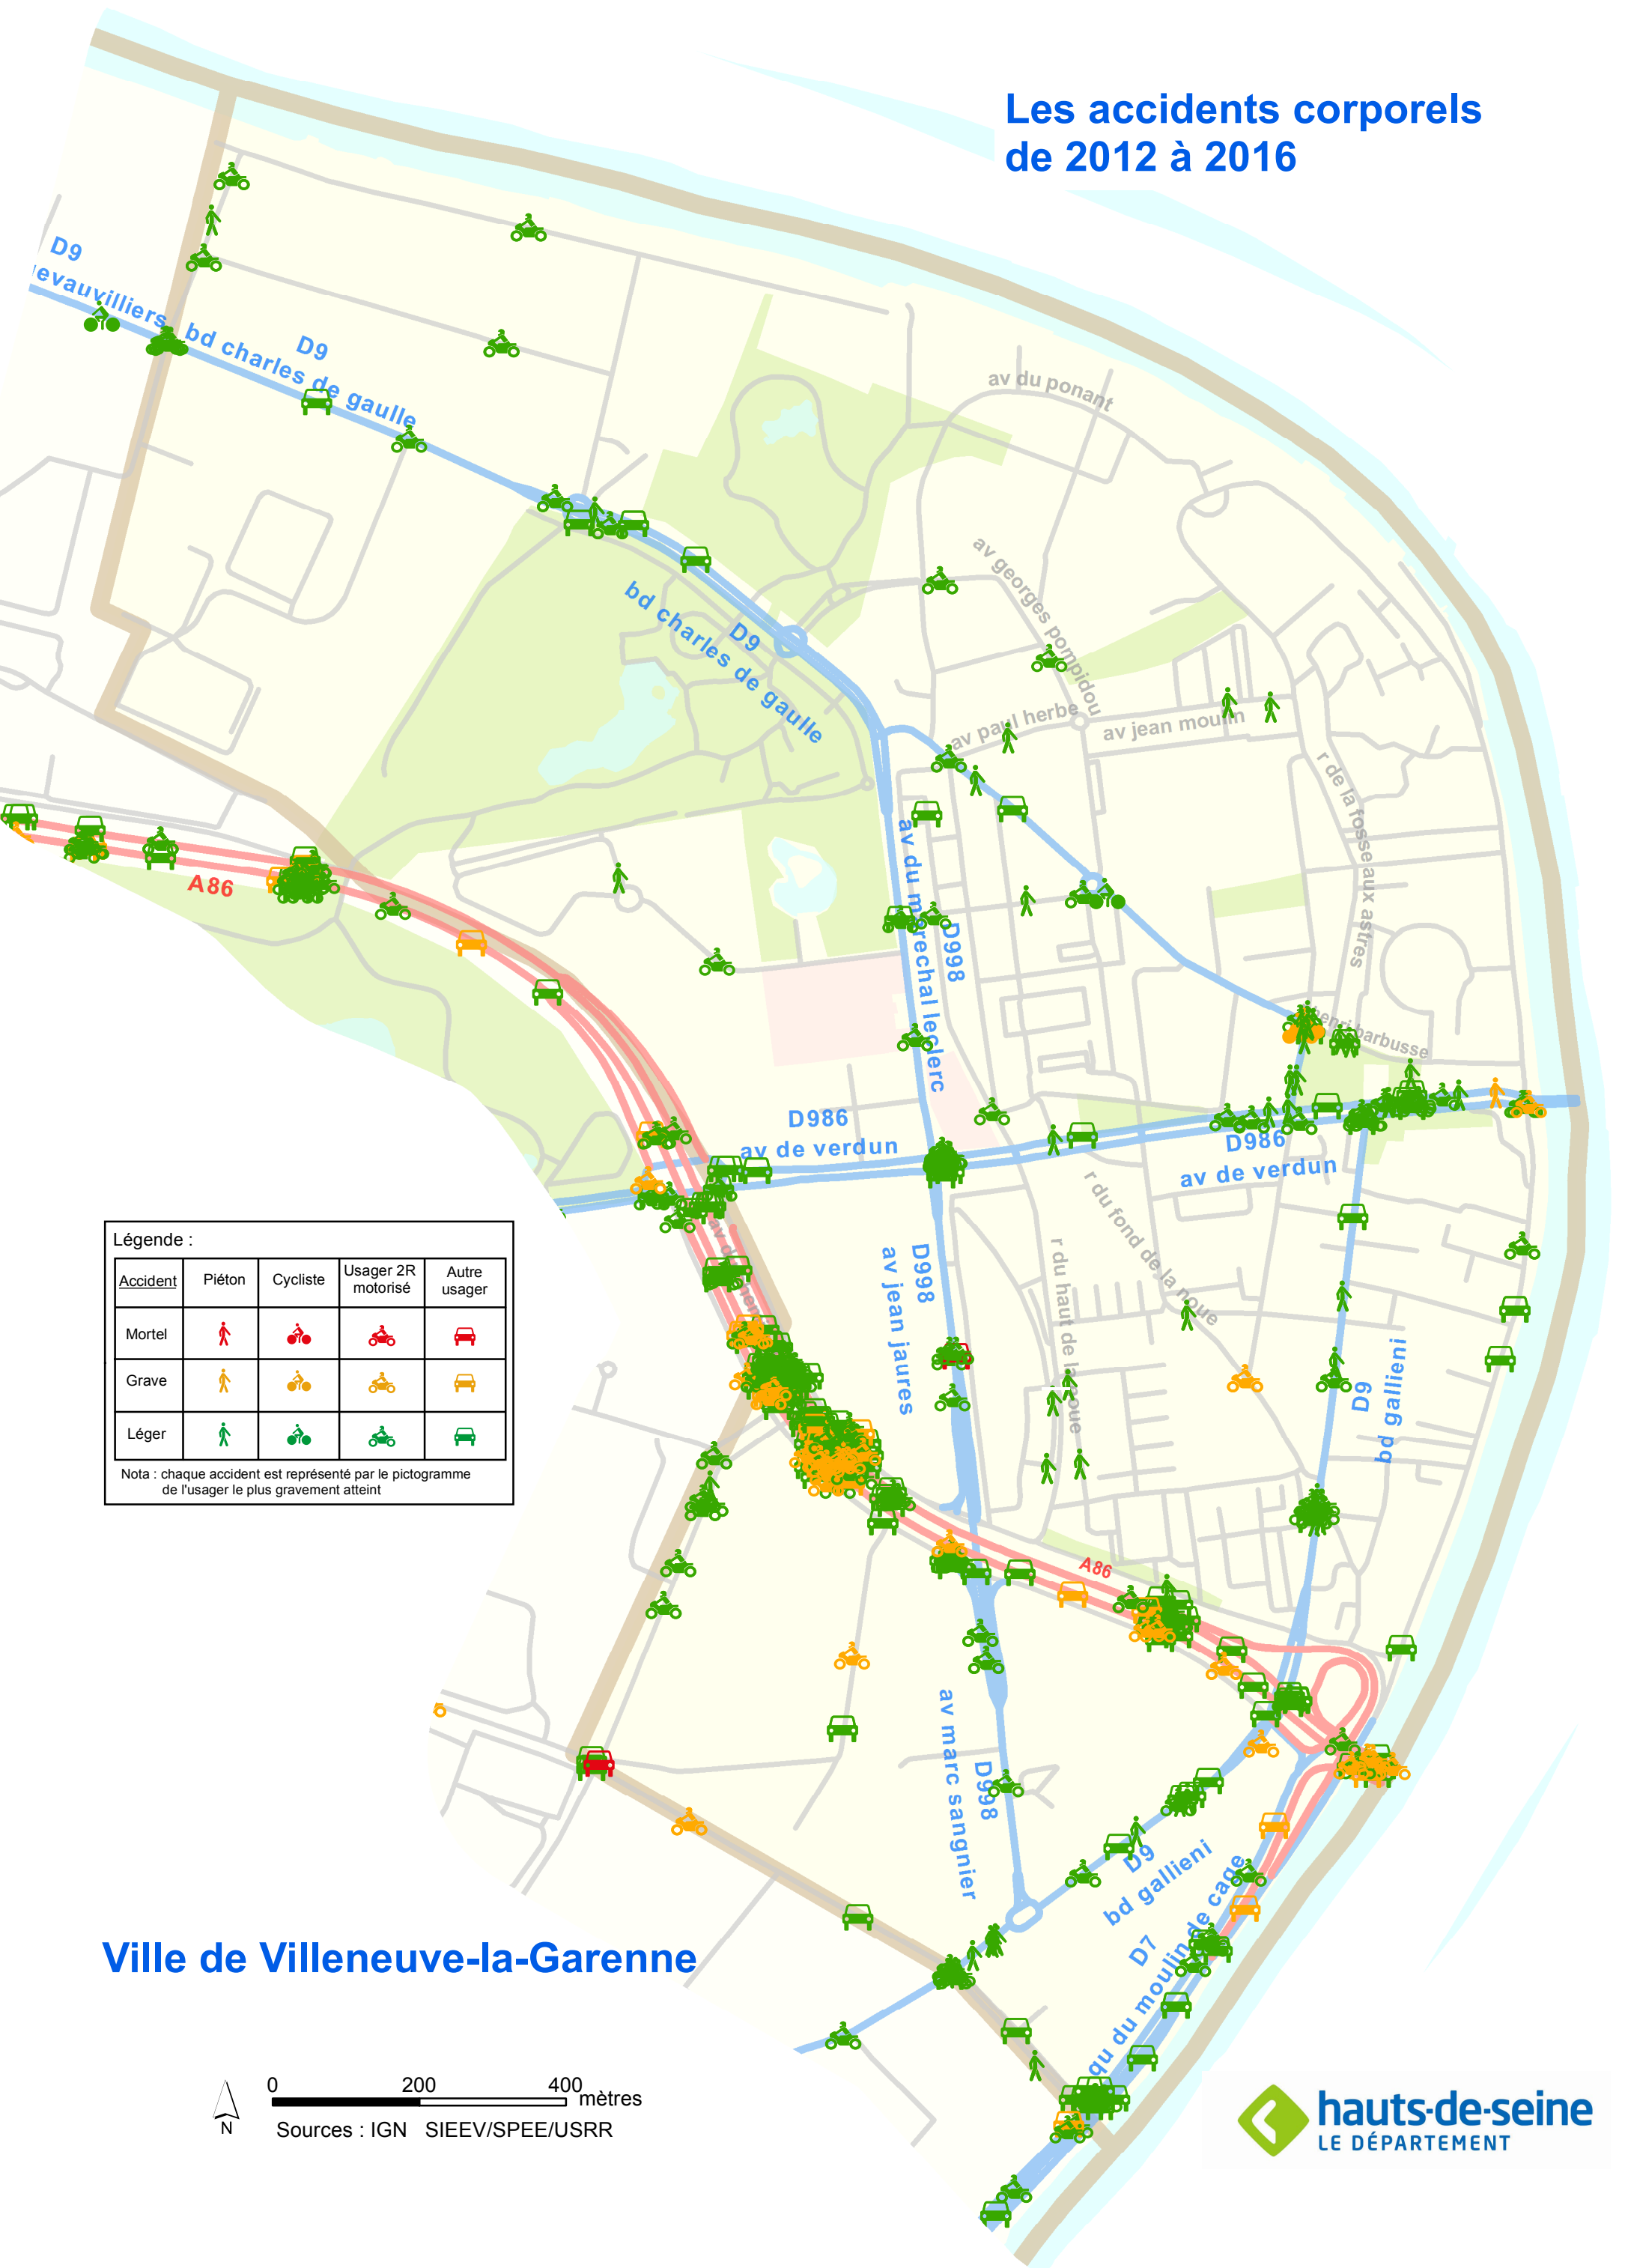 Les accidents corporels
de 2012 à 2016
D9
evauvilliers
bd charles de gaulle
D9
av du ponant
av georges pompidou
bd charles de gaulle
D9
av paul herbe
av jean moulin
r de la fosse aux astres
A86
av du marechal leclerc
D998
henri barbusse
D986
av de verdun
D986
av de verdun
r du fond de la noue
r du haut de la noue
D998
av jean jaures
D9
bd gallieni
Légende :
Accident Piéton Cycliste Usager 2R motorisé Autre usager
Mortel
Grave
Léger
Nota : chaque accident est représenté par le pictogramme
de l'usager le plus gravement atteint
A86
av marc sangnier
D998
D9
bd gallieni
D7
qu du moulin de cage
Ville de Villeneuve-la-Garenne
0 200 400 mètres
N
Sources : IGN SIEEV/SPEE/USRR
hauts-de-seine
LE DÉPARTEMENT